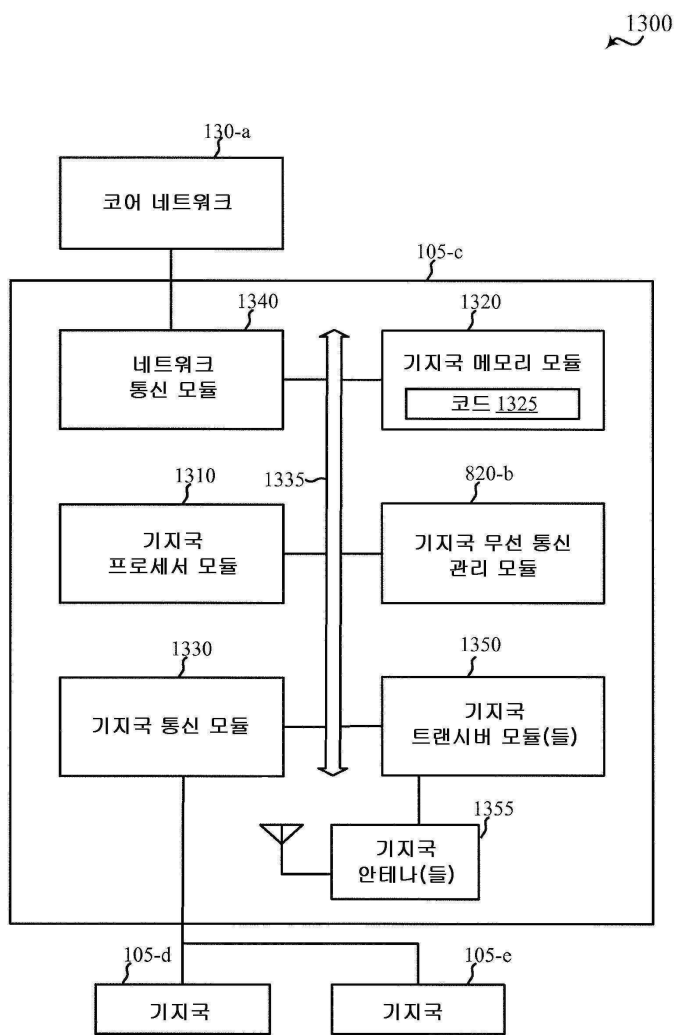 1300
130-a
코어 네트워크
105-c
1340
네트워크
통신 모듈
1320
기지국 메모리 모듈
코드 1325
1335
1310
기지국
프로세서 모듈
820-b
기지국 무선 통신
관리 모듈
1330
기지국 통신 모듈
1350
기지국
트랜시버 모듈(들)
1355
기지국
안테나(들)
105-d
기지국
105-e
기지국